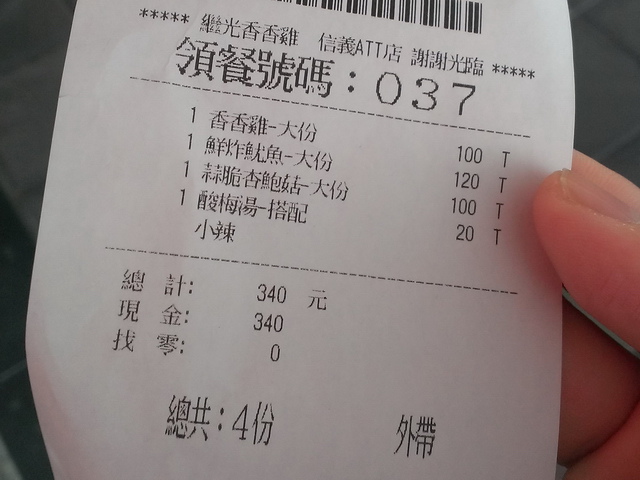 ***** 繼光香香雞 信義ATT店 謝謝光臨 *****
領餐號碼：037
1 香香雞-大份 100 T
1 鮮炸魷魚-大份 120 T
1 蒜脆杏鮑菇-大份 100 T
1 酸梅湯-搭配 20 T
小辣
總 計: 340 元
現 金: 340
找 零: 0
總共：4份 外帶